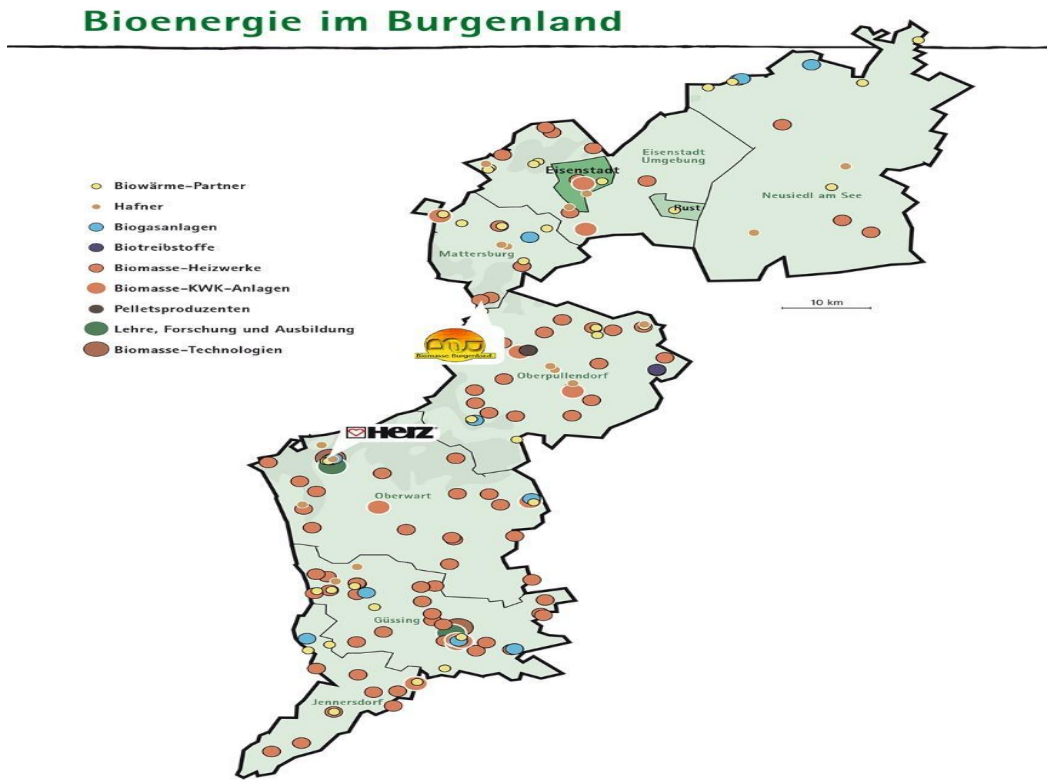 Bioenergie im Burgenland
Biowärme-Partner
Hafner
Biogasanlagen
Biotreibstoffe
Biomasse-Heizwerke
Biomasse-KWK-Anlagen
Pelletsproduzenten
Lehre, Forschung und Ausbildung
Biomasse-Technologien
Eisenstadt
Eisenstadt
Umgebung
Neusiedl am See
Rust
Mattersburg
10 km
Biomasse Burgenland
Oberpullendorf
HERZ
Oberwart
Güssing
Jennersdorf